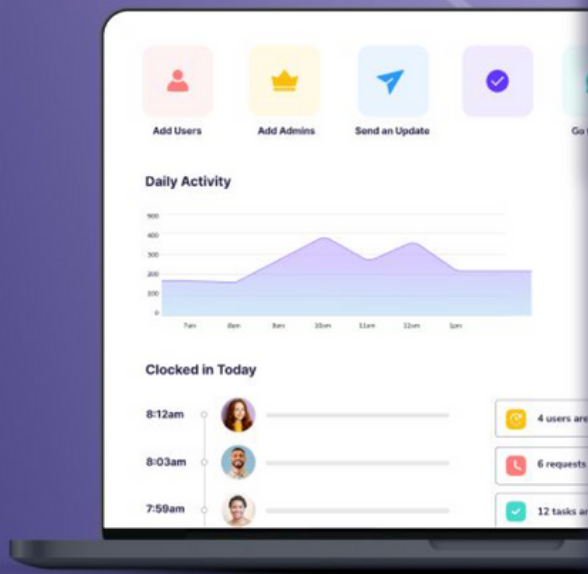 Add Users
Add Admins
Send an Update
Go
Daily Activity
500
400
300
200
100
0
7am
8am
9am
10am
11am
12am
1pm
Clocked in Today
8:12am
8:03am
7:59am
4 users are
6 requests
12 tasks